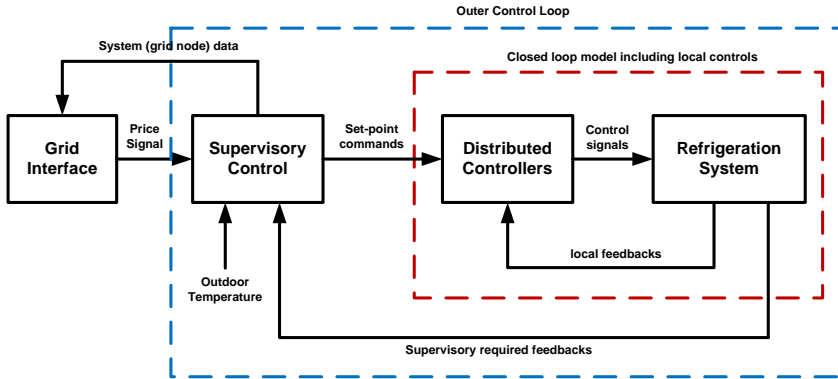 Outer Control Loop
System (grid node) data
Closed loop model including local controls
Grid
Interface
Price
Signal
Supervisory
Control
Set-point
commands
Distributed
Controllers
Control
signals
Refrigeration
System
local feedbacks
Outdoor
Temperature
Supervisory required feedbacks